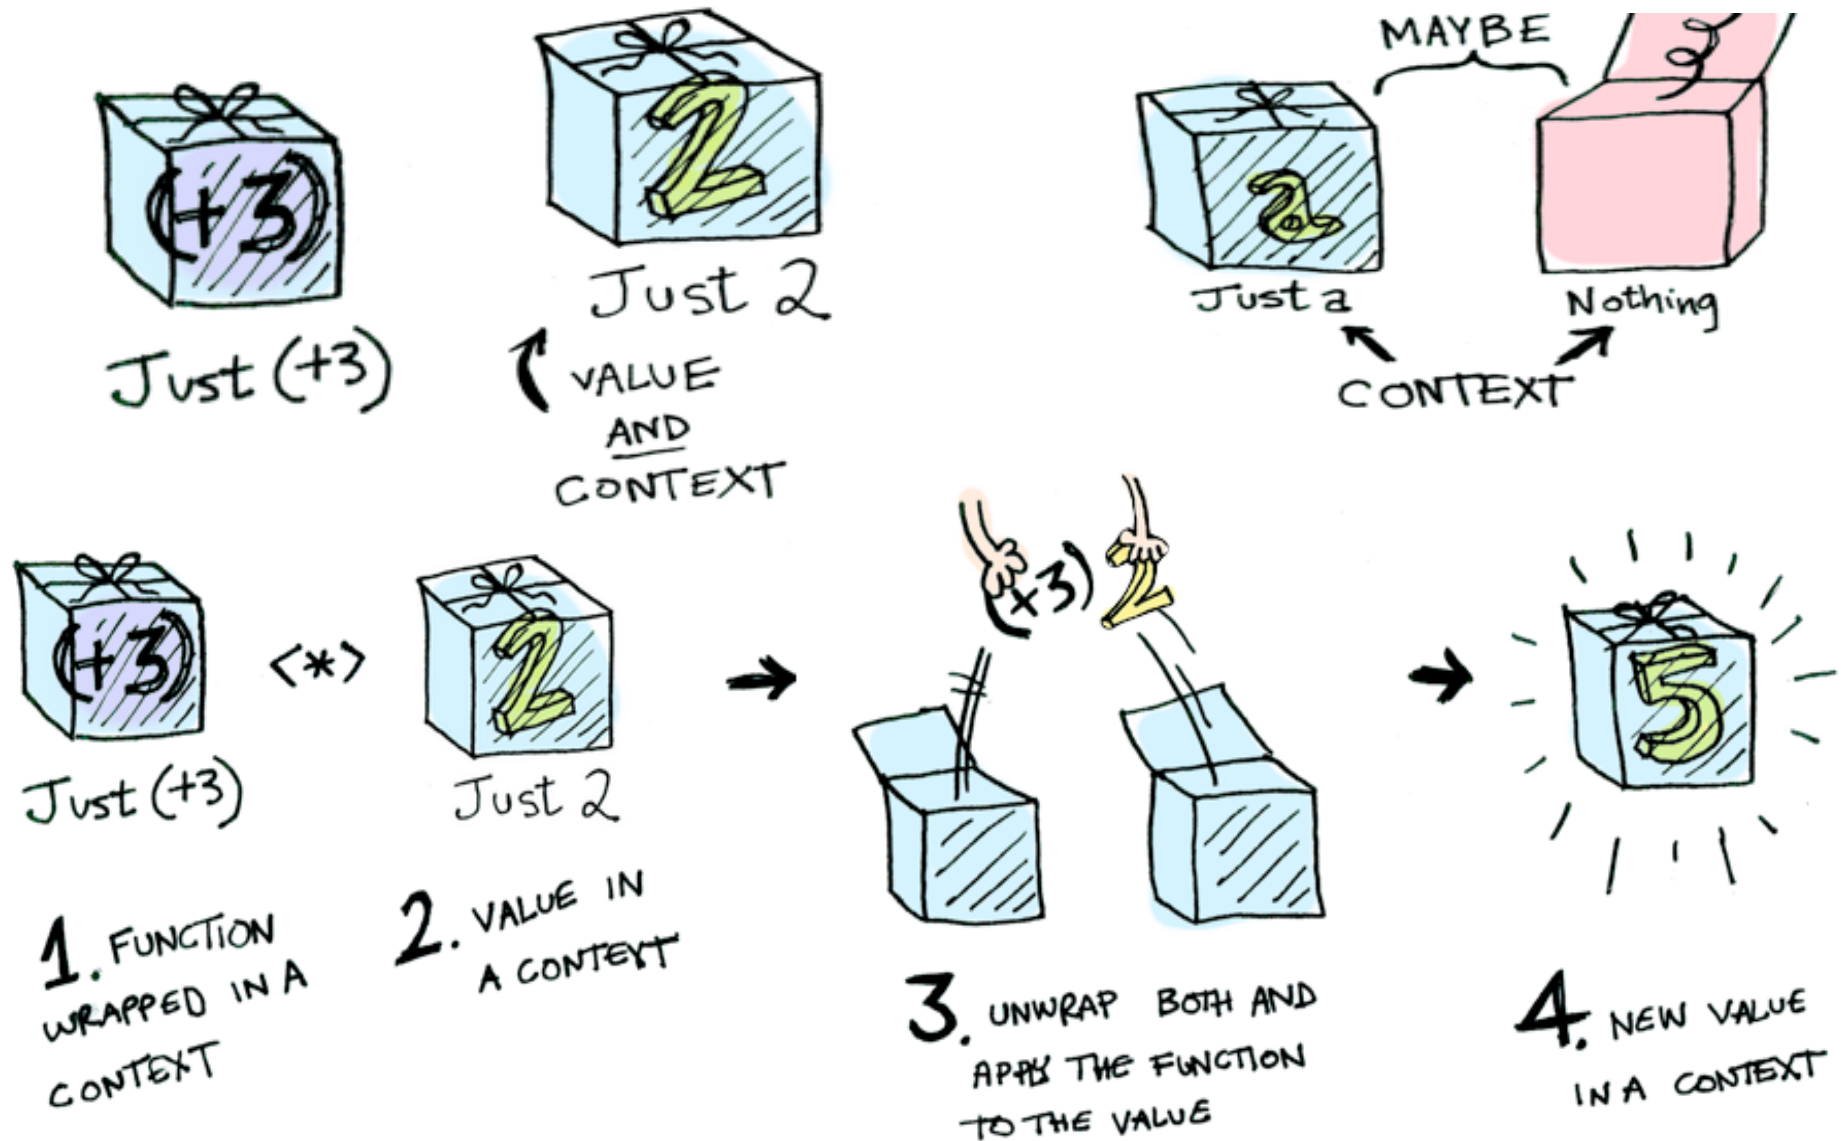 (+3)
Just (+3)
2
Just 2
VALUE
AND
CONTEXT
MAYBE
a
Just a
Nothing
CONTEXT
(+3)
Just (+3)
<*>
2
Just 2
(+3) 2
5
1. FUNCTION
WRAPPED IN A
CONTEXT
2. VALUE IN
A CONTEXT
3. UNWRAP BOTH AND
APPLY THE FUNCTION
TO THE VALUE
4. NEW VALUE
IN A CONTEXT